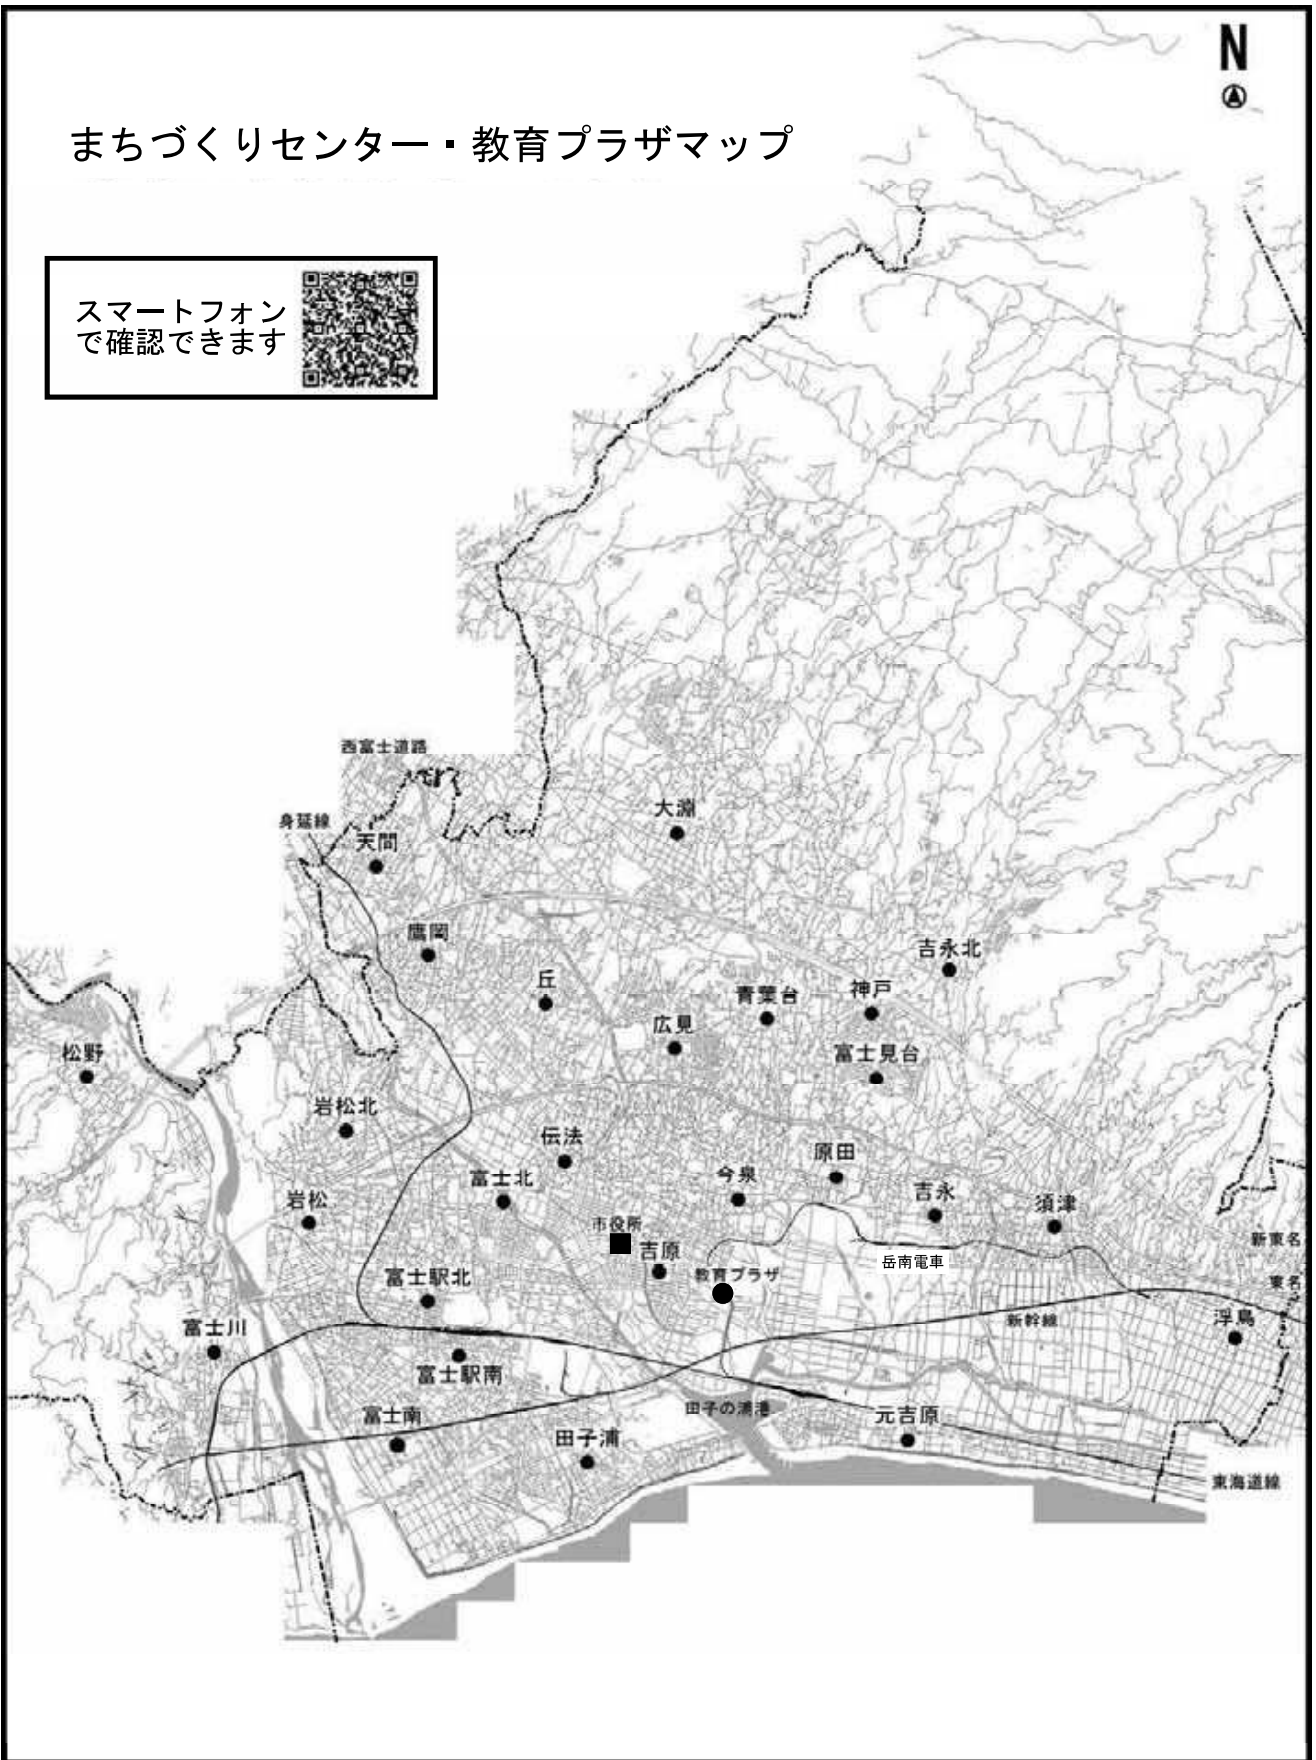 N
まちづくりセンター・教育プラザマップ
スマートフォン
で確認できます
西富士道路
身延線
天間
大淵
鷹岡
丘
吉永北
青葉台
神戸
広見
富士見台
松野
岩松北
伝法
原田
富士北
今泉
岩松
吉永
須津
市役所
吉原
新東名
岳南電車
教育プラザ
富士駅北
東名
新幹線
浮島
富士川
富士駅南
田子の浦港
富士南
元吉原
田子浦
東海道線